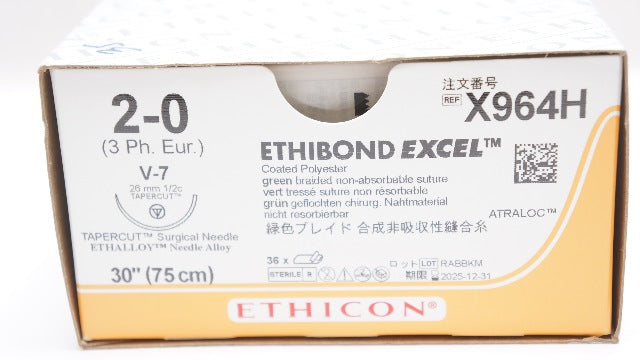 2-0
(3 Ph. Eur.)
V-7
26 mm 1/2c
TAPERCUT™
TAPERCUT™ Surgical Needle
ETHALLOY™ Needle Alloy
30" (75 cm)
注文番号
REF X964H
ETHIBOND EXCEL™
Coated Polyester
green braided non-absorbable suture
vert tressé suture non résorbable
grün geflochten chirurg. Nahtmaterial
nicht resorbierbar
緑色ブレイド 合成非吸収性縫合糸
ATRALOC™
36 x
STERILE R
ロット LOT RABBKM
期限 2025-12-31
ETHICON®